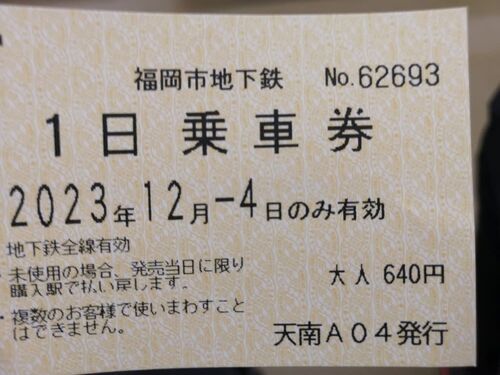 福岡市地下鉄 No.62693
1日乗車券
2023年12月-4日のみ有効
地下鉄全線有効
・未使用の場合、発売当日に限り
購入駅で払い戻します。
大人 640円
・複数のお客様で使いまわすこと
はできません。
天南A04発行